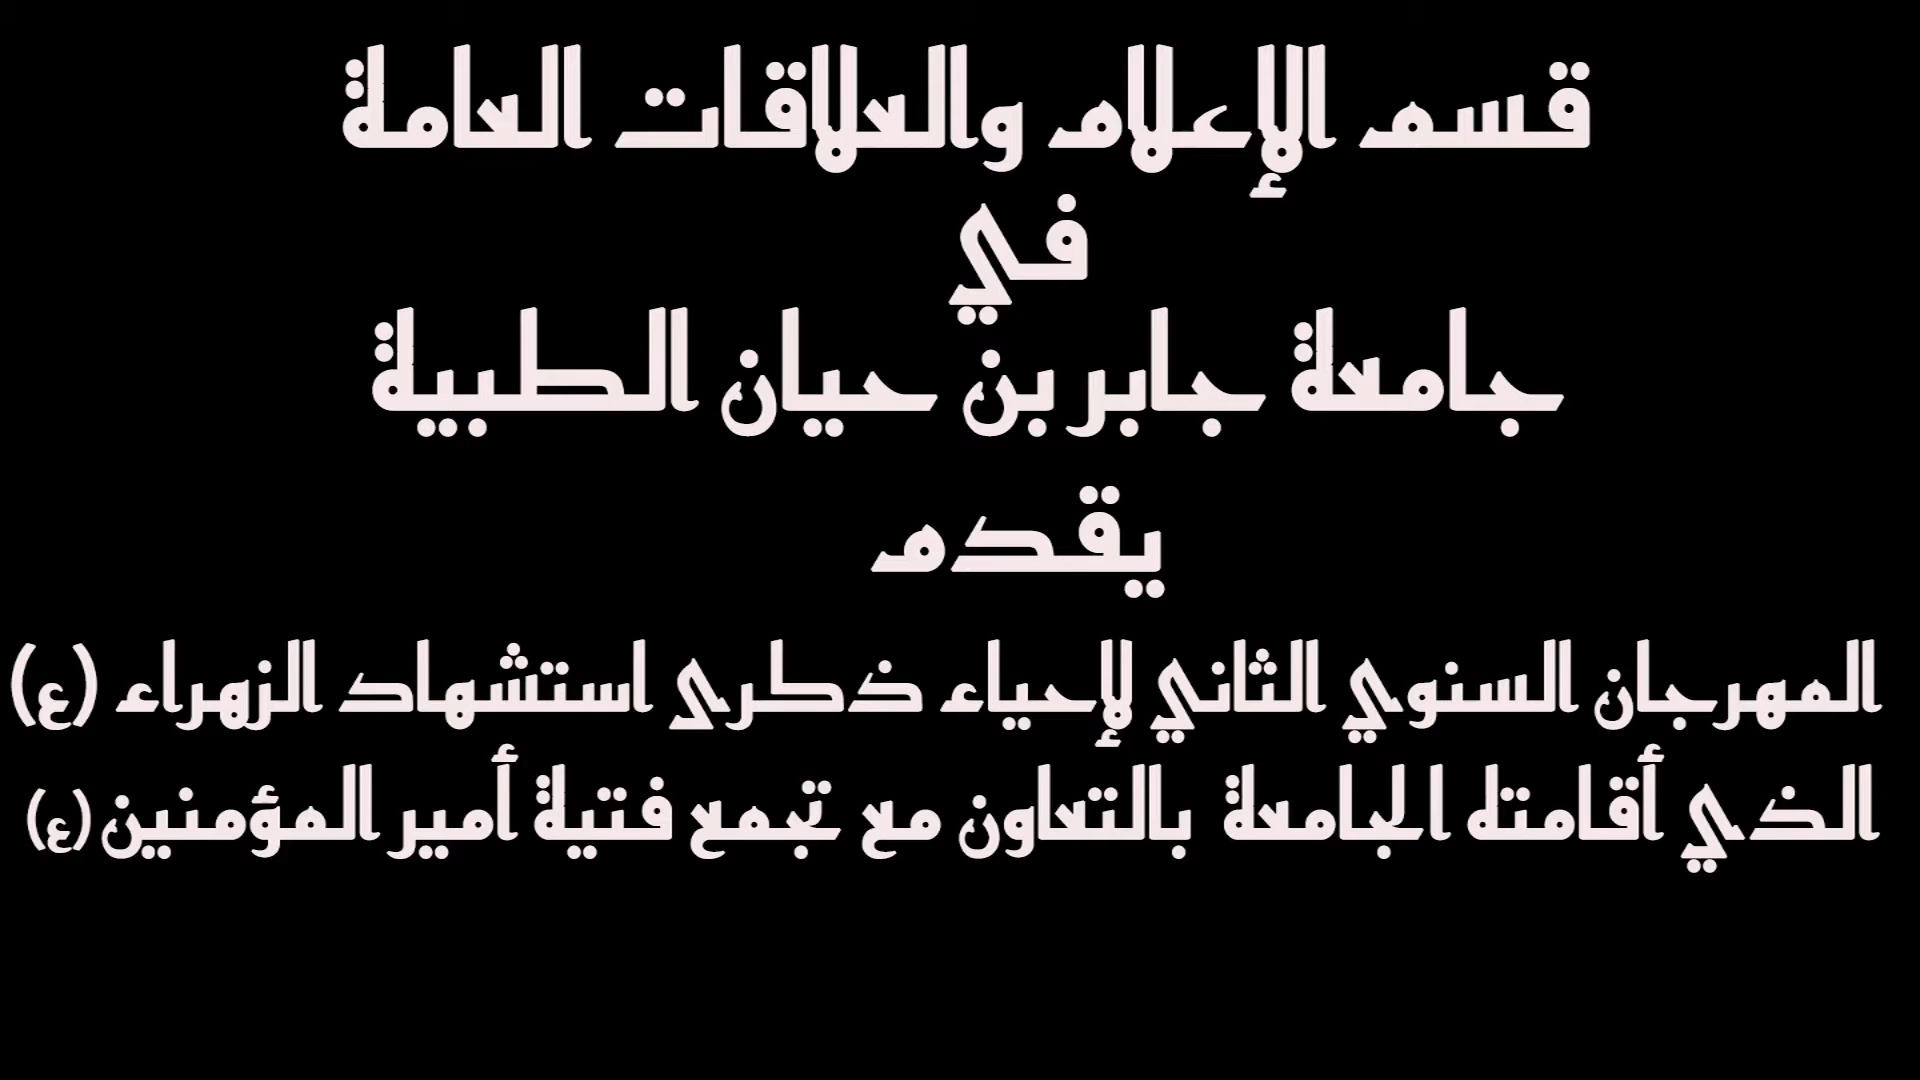 قسم الإعلام والعلاقات العامة
في
جامعة جابر بن حيان الطبية
يقدم
المهرجان السنوي الثاني لإحياء ذكرى استشهاد الزهراء (ع)
الذي أقامته الجامعة بالتعاون مع تجمع فتية أمير المؤمنين (ع)